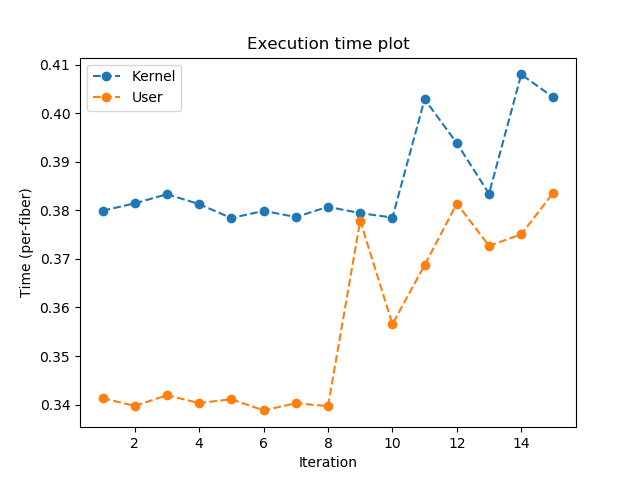 Execution time plot
Kernel
User
0.41
0.40
0.39
0.38
0.37
0.36
0.35
0.34
Time (per-fiber)
2 4 6 8 10 12 14
Iteration